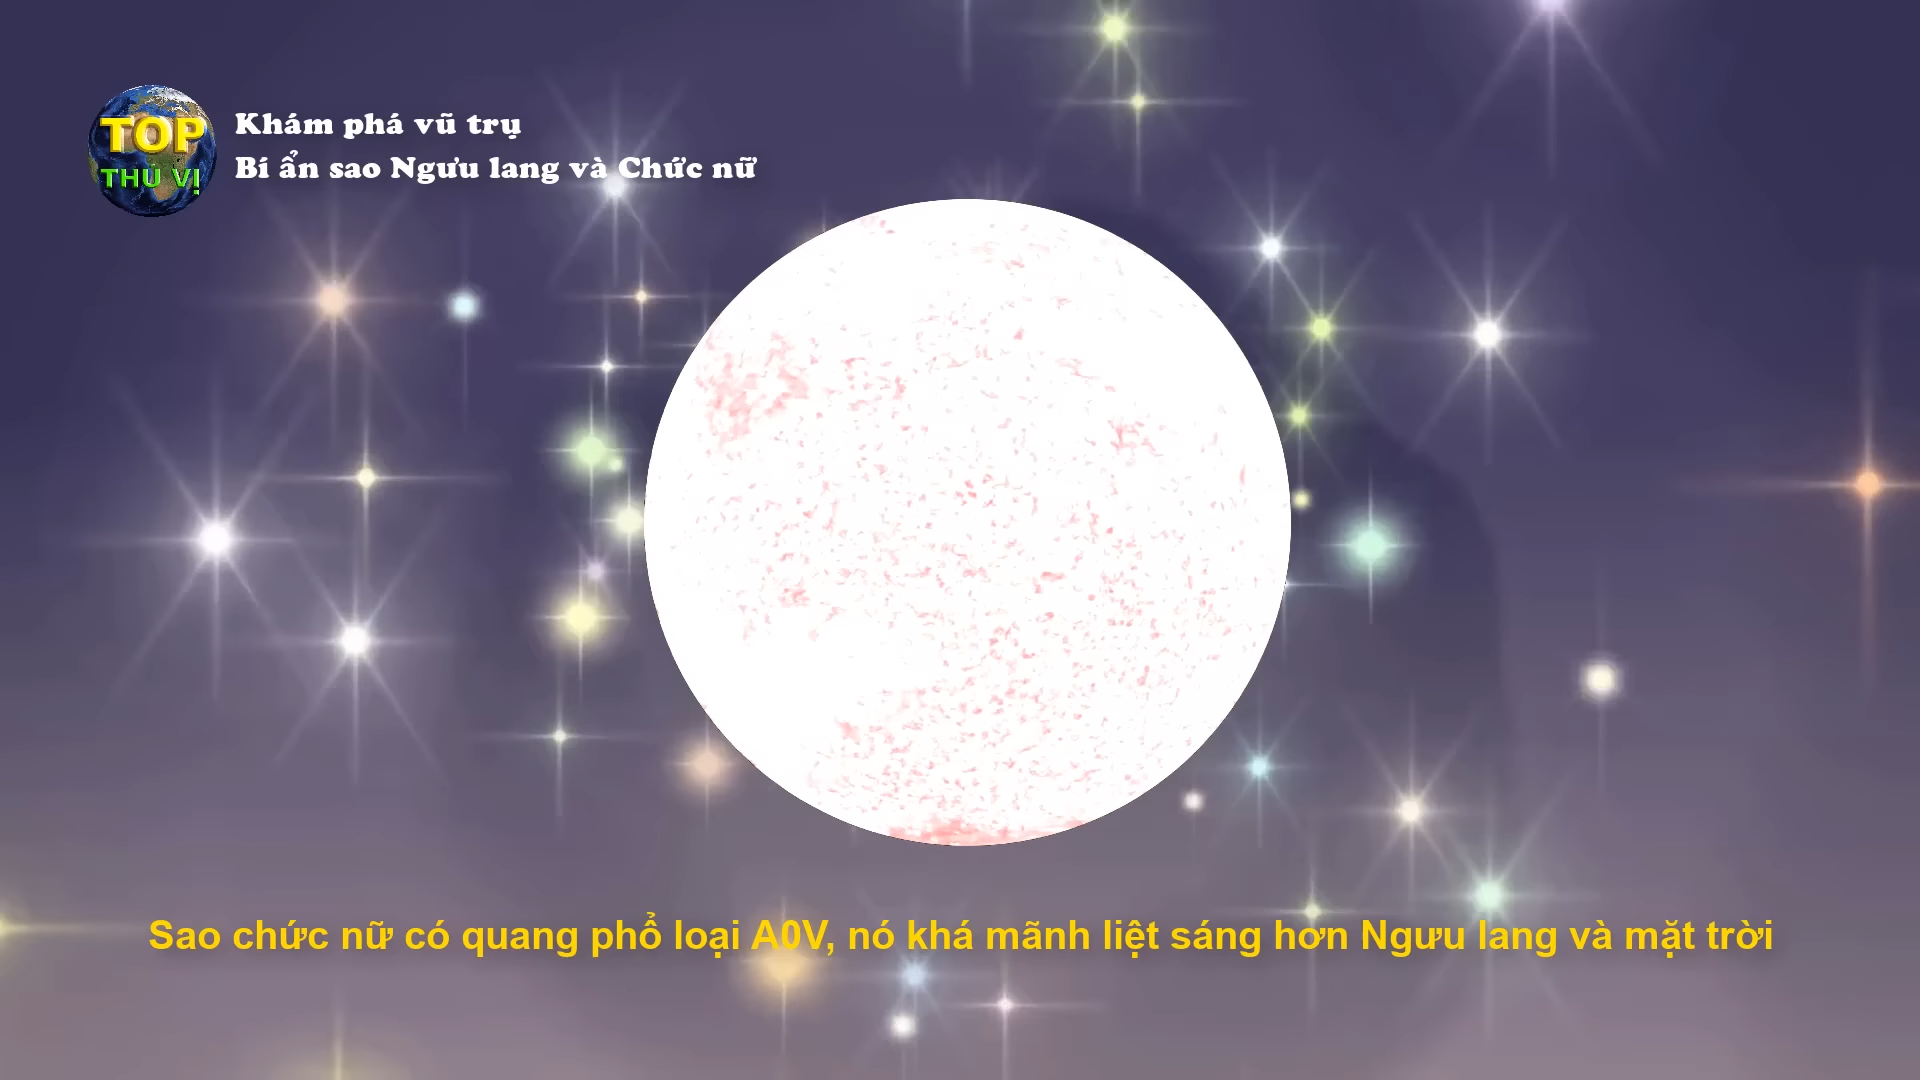 TOP
THÚ VỊ
Khám phá vũ trụ
Bí ẩn sao Ngưu lang và Chức nữ
Sao chức nữ có quang phổ loại A0V, nó khá mãnh liệt sáng hơn Ngưu lang và mặt trời